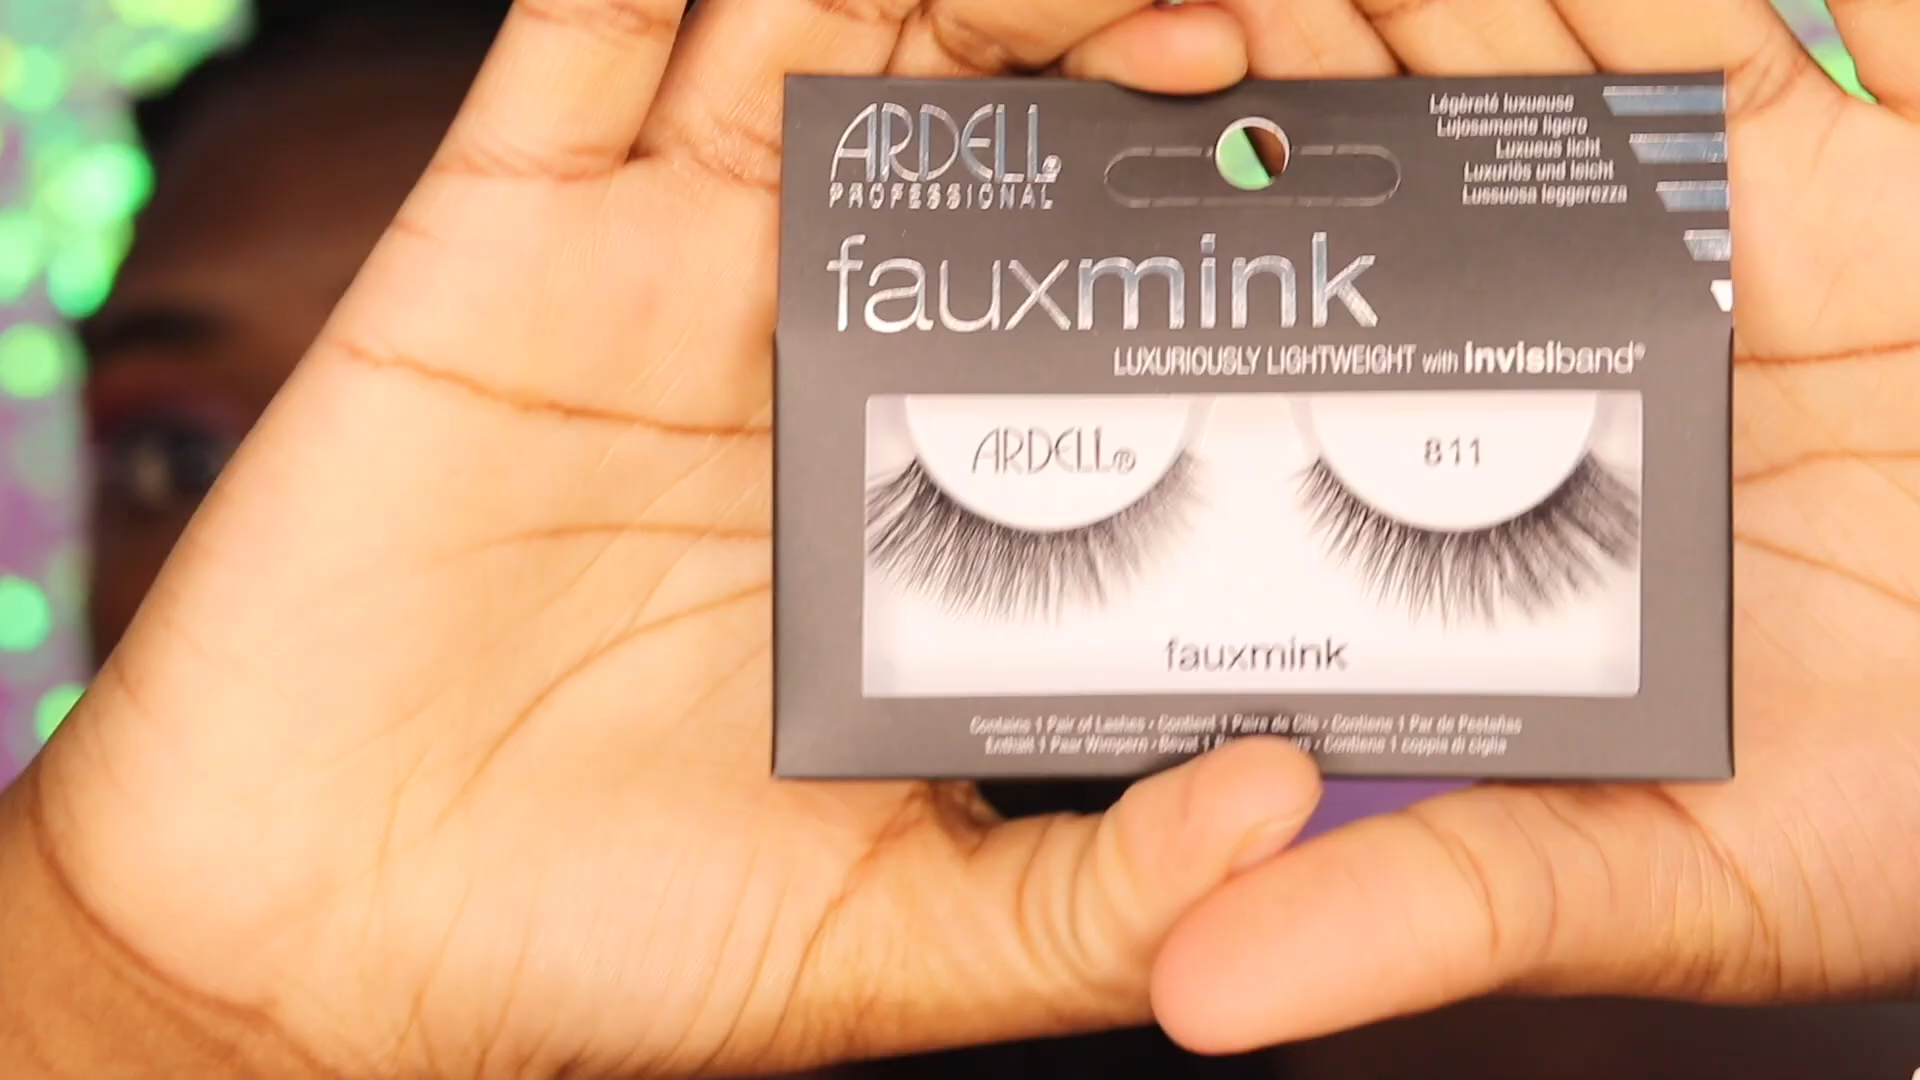 ARDELL®
PROFESSIONAL
Légèreté luxueuse
Lujosamente ligero
Luxueus licht
Luxuriös und leicht
Lussuosa leggerezza
fauxmink
LUXURIOUSLY LIGHTWEIGHT with invisiband®
ARDELL®
811
fauxmink
Contains 1 Pair of Lashes • Contient 1 Paire de Cils • Contiene 1 Par de Pestañas
Enthält 1 Paar Wimpern • Bevat 1 • Contiene 1 coppia di ciglia